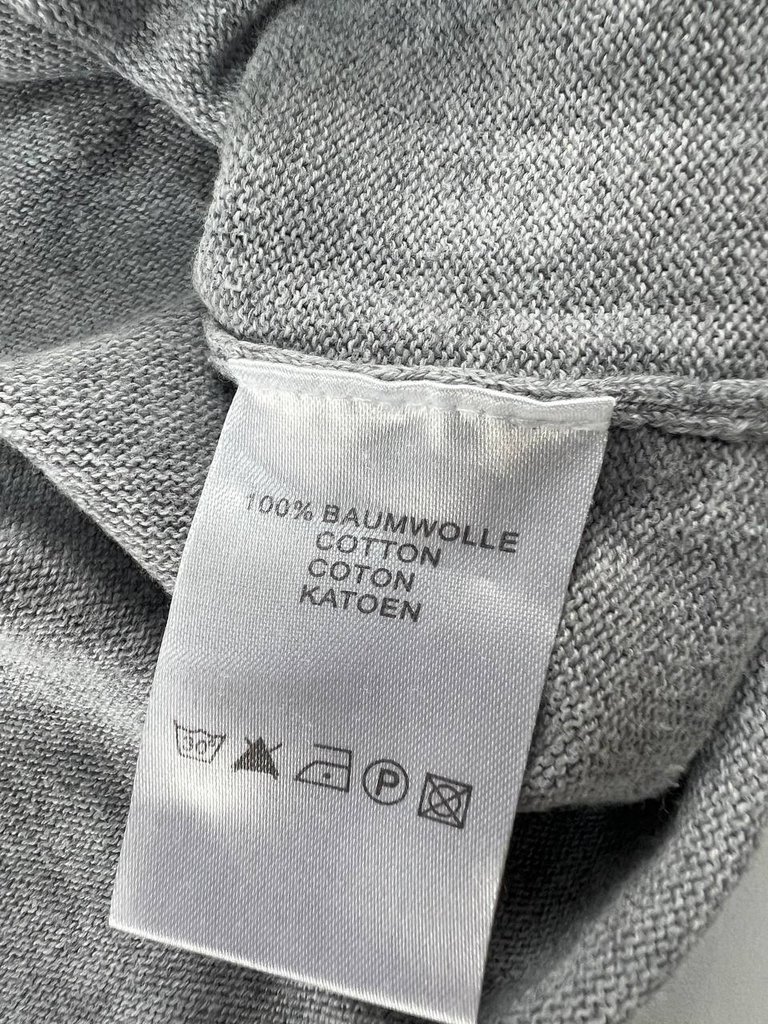 100% BAUMWOLLE
COTTON
COTON
KATOEN
30° P